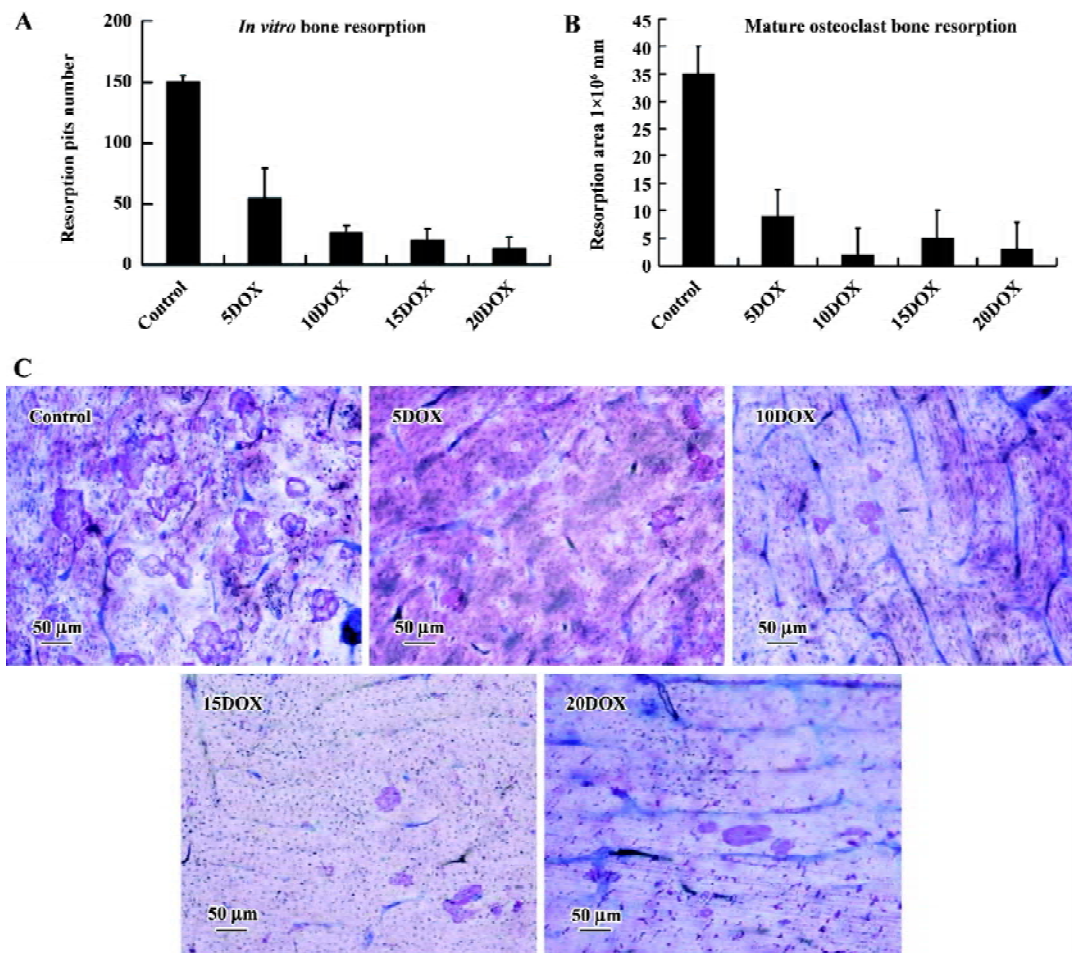 A
In vitro bone resorption
Resorption pits number
200
150
100
50
0
Control
5DOX
10DOX
15DOX
20DOX
B
Mature osteoclast bone resorption
Resorption area 1×10⁶ mm
40
35
30
25
20
15
10
5
0
Control
5DOX
10DOX
15DOX
20DOX
C
Control
50 μm
5DOX
50 μm
10DOX
50 μm
15DOX
50 μm
20DOX
50 μm